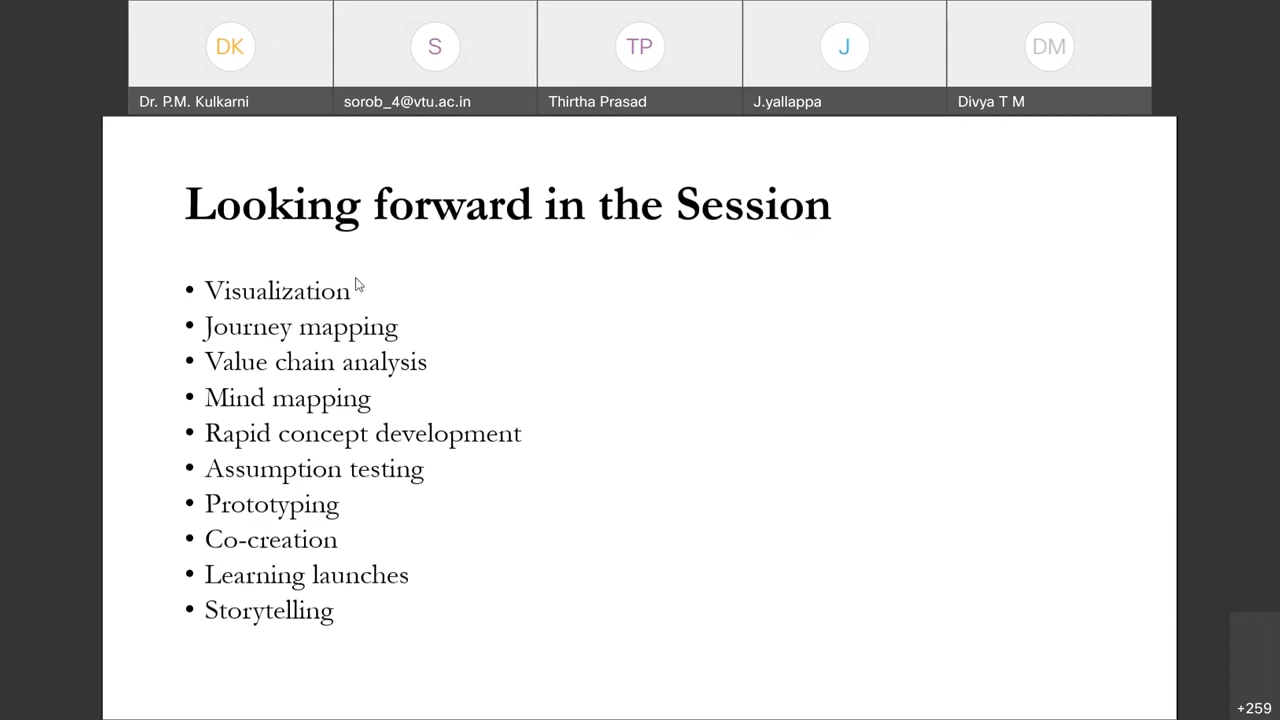 DK
S
TP
J
DM
Dr. P.M. Kulkarni
sorob_4@vtu.ac.in
Thirtha Prasad
J.yallappa
Divya T M
Looking forward in the Session
• Visualization
• Journey mapping
• Value chain analysis
• Mind mapping
• Rapid concept development
• Assumption testing
• Prototyping
• Co-creation
• Learning launches
• Storytelling
+259